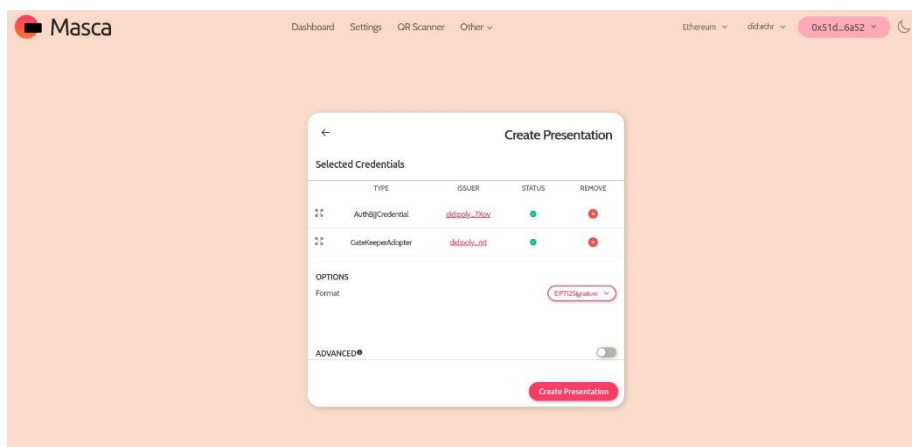 Masca
Dashboard Settings QR Scanner Other
Ethereum did:ethr 0x51d...6a52
Create Presentation
Selected Credentials
TYPE ISSUER STATUS REMOVE
AuthBJJCredential did:poly...7Xov
GateKeeperAdopter did:poly...qrt
OPTIONS
Format EIP712Signature
ADVANCED
Create Presentation